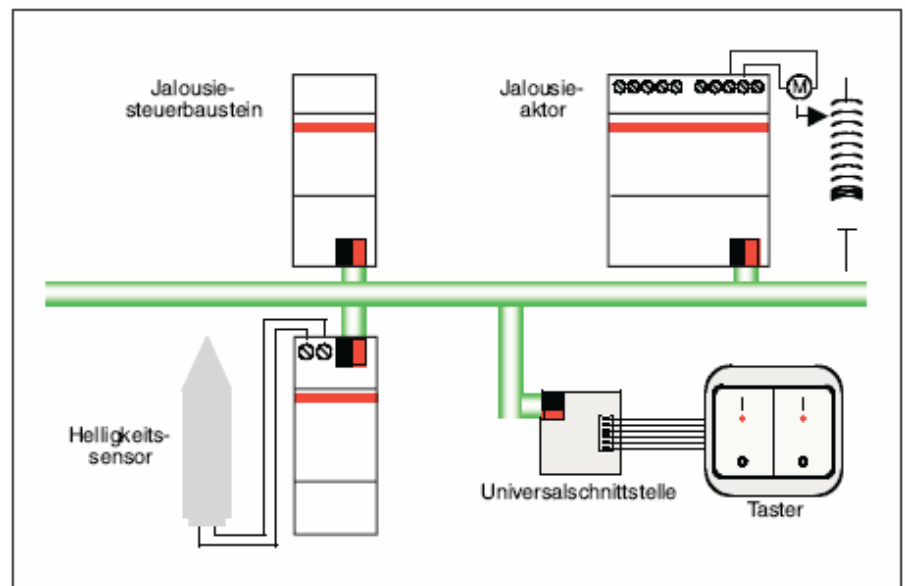 Jalousie-
steuerbaustein
Jalousie-
aktor
M
Helligkeits-
sensor
Universalschnittstelle
Taster